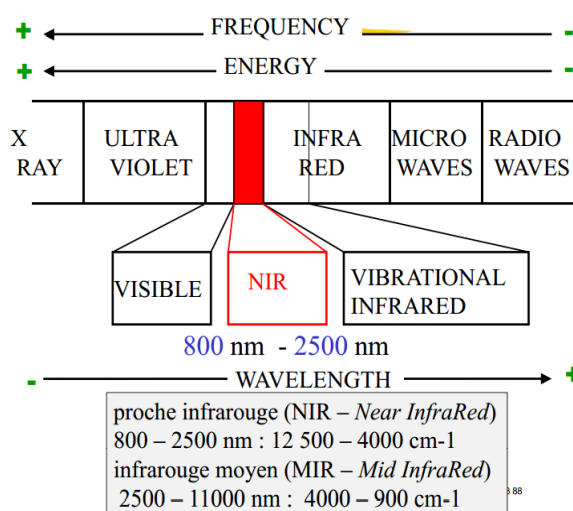 + FREQUENCY -
+ ENERGY -
X RAY
ULTRA VIOLET
INFRA RED
MICRO WAVES
RADIO WAVES
VISIBLE
NIR
VIBRATIONAL
INFRARED
800 nm - 2500 nm
- WAVELENGTH +
proche infrarouge (NIR – Near InfraRed)
800 – 2500 nm : 12 500 – 4000 cm-1
infrarouge moyen (MIR – Mid InfraRed)
2500 – 11000 nm : 4000 – 900 cm-1
88